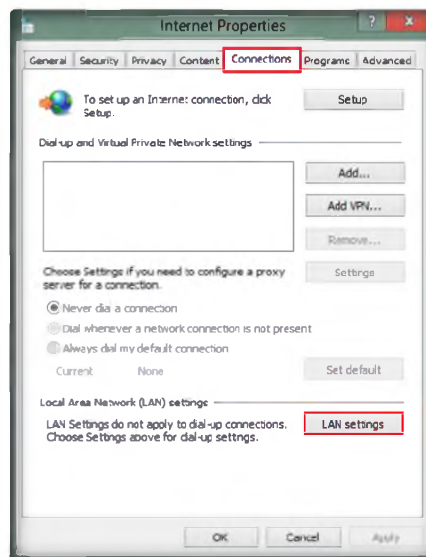 Internet Properties
General Security Privacy Content Connections Programs Advanced
To set up an Internet connection, click
Setup.
Setup
Dial-up and Virtual Private Network settings
Add...
Add VPN...
Remove...
Choose Settings if you need to configure a proxy
server for a connection.
Settings
Never dial a connection
Dial whenever a network connection is not present
Always dial my default connection
Current None
Set default
Local Area Network (LAN) settings
LAN Settings do not apply to dial-up connections.
Choose Settings above for dial-up settings.
LAN settings
OK Cancel Apply